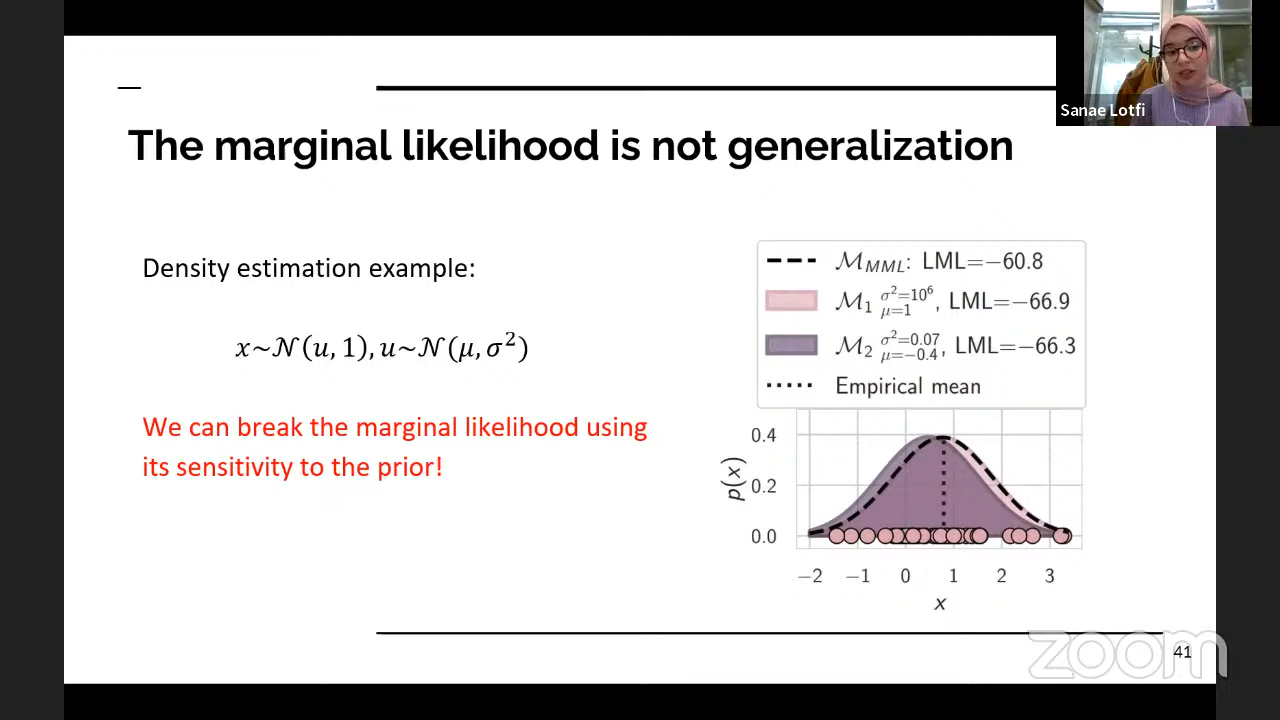 Sanae Lotfi
The marginal likelihood is not generalization
Density estimation example:
x~𝒩(u, 1), u~𝒩(μ, σ²)
We can break the marginal likelihood using
its sensitivity to the prior!
ℳ_MML: LML=−60.8
ℳ₁ σ²=10⁶ μ=1, LML=−66.9
ℳ₂ σ²=0.07 μ=−0.4, LML=−66.3
Empirical mean
0.4
0.2
0.0
p(x)
−2 −1 0 1 2 3
x
zoom
41